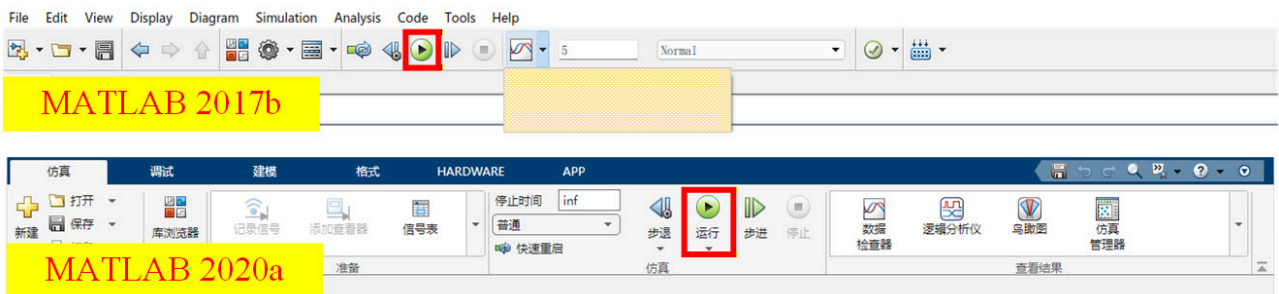 File Edit View Display Diagram Simulation Analysis Code Tools Help
5 Normal
MATLAB 2017b
仿真 调试 建模 格式 HARDWARE APP
新建
打开
保存
库浏览器
记录信号 添加查看器 信号表
停止时间 inf
普通
快速重启
步退 运行 步进 停止
数据
检查器
逻辑分析仪
鸟瞰图
仿真
管理器
MATLAB 2020a
准备 仿真 查看结果